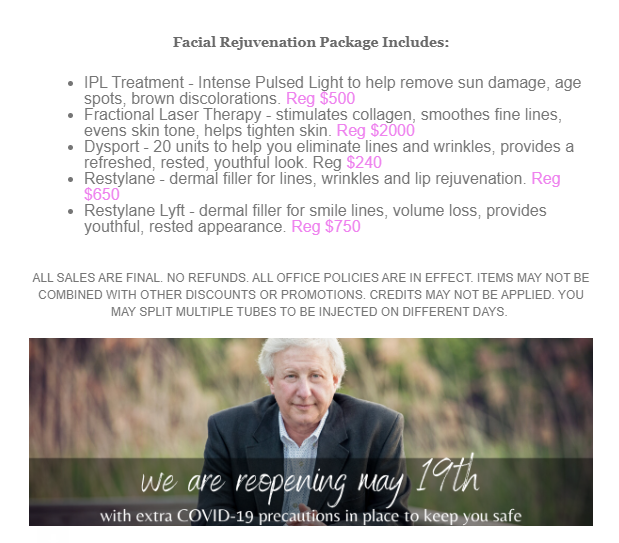 Facial Rejuvenation Package Includes:
• IPL Treatment - Intense Pulsed Light to help remove sun damage, age
spots, brown discolorations. Reg $500
• Fractional Laser Therapy - stimulates collagen, smoothes fine lines,
evens skin tone, helps tighten skin. Reg $2000
• Dysport - 20 units to help you eliminate lines and wrinkles, provides a
refreshed, rested, youthful look. Reg $240
• Restylane - dermal filler for lines, wrinkles and lip rejuvenation. Reg
$650
• Restylane Lyft - dermal filler for smile lines, volume loss, provides
youthful, rested appearance. Reg $750
ALL SALES ARE FINAL. NO REFUNDS. ALL OFFICE POLICIES ARE IN EFFECT. ITEMS MAY NOT BE
COMBINED WITH OTHER DISCOUNTS OR PROMOTIONS. CREDITS MAY NOT BE APPLIED. YOU
MAY SPLIT MULTIPLE TUBES TO BE INJECTED ON DIFFERENT DAYS.
we are reopening may 19th
with extra COVID-19 precautions in place to keep you safe